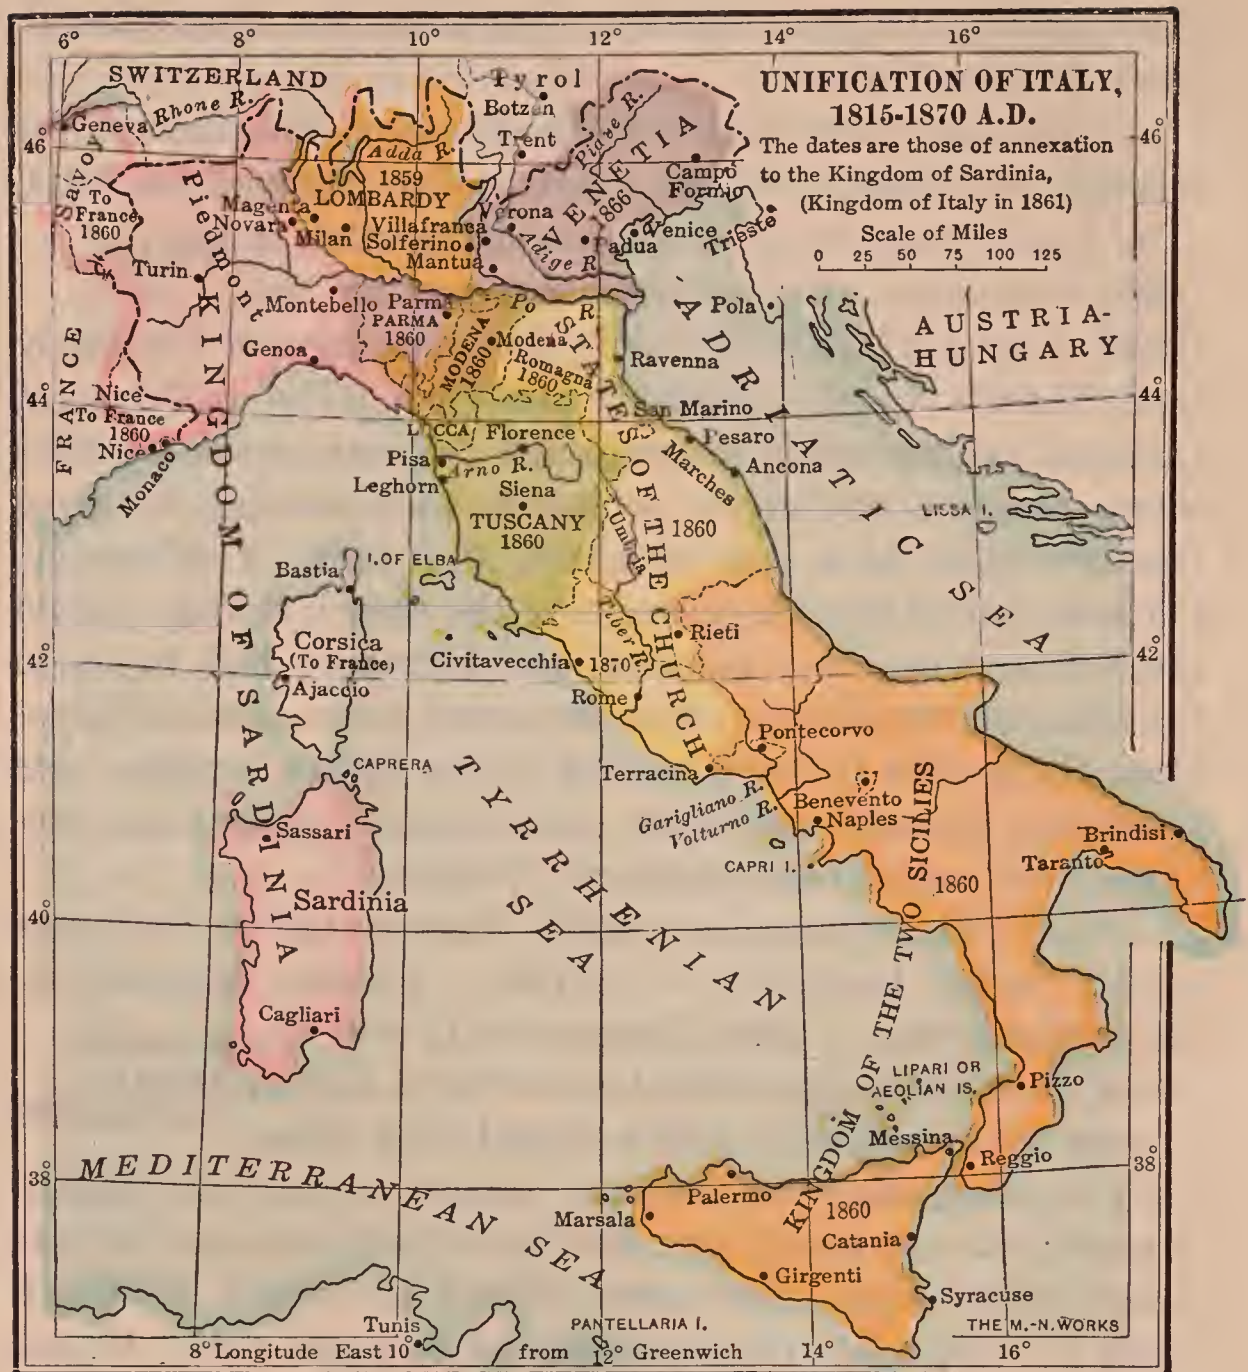 6° 8° 10° 12° 14° 16°
UNIFICATION OF ITALY,
1815-1870 A.D.
The dates are those of annexation
to the Kingdom of Sardinia,
(Kingdom of Italy in 1861)
Scale of Miles
0 25 50 75 100 125
SWITZERLAND
Tyrol
Botzen
Trent
Rhone R.
Geneva
46°
46°
Savoy
To
France
1860
Piedmont
Adda R.
1859
LOMBARDY
Magenta
Novara
Milan
Villafranca
Solferino
Mantua
Verona
Adige R
Piave R.
VENETIA
1866
Campo
Formio
Padua
Venice
Trieste
Turin
Montebello
Parma
PARMA
1860
Po R
MODENA
1860
Modena
Romagna
1860
Genoa
Ravenna
Pola
AUSTRIA-
HUNGARY
ADRIATIC SEA
FRANCE
44°
44°
Nice
To France
1860
Nice
Monaco
KINGDOM OF SARDINIA
LUCCA
Florence
Pisa
Arno R.
Leghorn
Siena
TUSCANY
1860
STATES OF THE CHURCH
San Marino
Pesaro
Marches
Ancona
1860
Umbria
LISSA I.
I. OF ELBA
Bastia
Corsica
(To France)
Ajaccio
42°
42°
Tiber R.
Rieti
Civitavecchia
1870
Rome
Pontecorvo
Terracina
Garigliano R.
Volturno R.
Benevento
Naples
CAPRI I.
CAPRERA
TYRRHENIAN
SEA
Sassari
Sardinia
Cagliari
40°
Brindisi
Taranto
KINGDOM OF THE TWO SICILIES
1860
LIPARI OR
AEOLIAN IS.
Pizzo
Messina
Reggio
38°
38°
MEDITERRANEAN SEA
Palermo
Marsala
1860
Catania
Girgenti
Syracuse
Tunis
PANTELLARIA I.
THE M.-N. WORKS
8° Longitude East 10° from 12° Greenwich 14° 16°